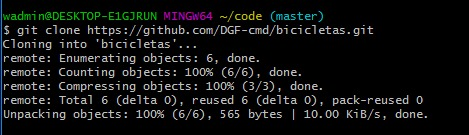 wadmin@DESKTOP-E1GJRUN MINGW64 ~/code (master)
$ git clone https://github.com/DGF-cmd/bicicletas.git
Cloning into 'bicicletas'...
remote: Enumerating objects: 6, done.
remote: Counting objects: 100% (6/6), done.
remote: Compressing objects: 100% (3/3), done.
remote: Total 6 (delta 0), reused 6 (delta 0), pack-reused 0
Unpacking objects: 100% (6/6), 565 bytes | 10.00 KiB/s, done.